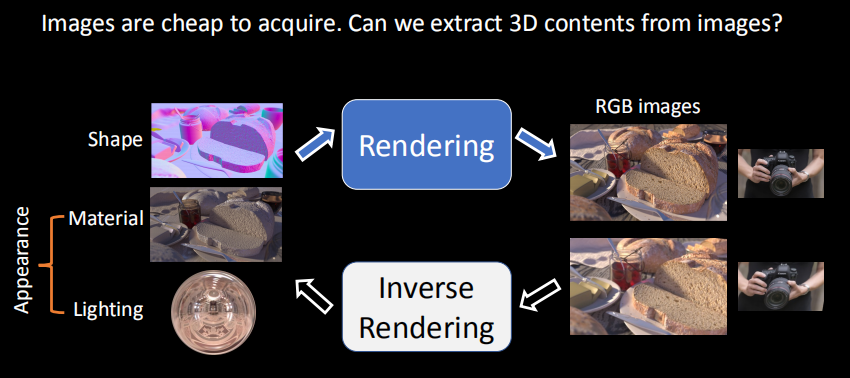 Images are cheap to acquire. Can we extract 3D contents from images?
RGB images
Shape
Rendering
Material
Appearance
Lighting
Inverse
Rendering